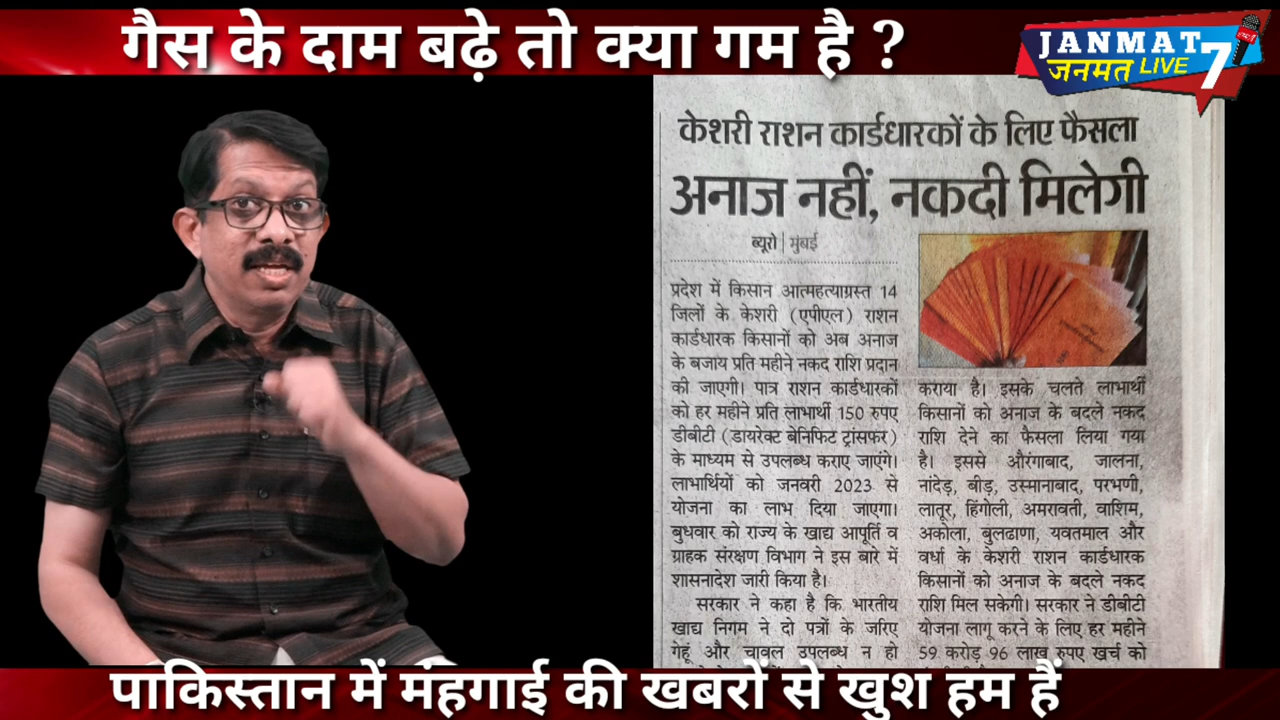 गैस के दाम बढ़े तो क्या गम है ?
JANMAT
जनमत LIVE 7
केशरी राशन कार्डधारकों के लिए फैसला
अनाज नहीं, नकदी मिलेगी
ब्यूरो | मुंबई
प्रदेश में किसान आत्महत्याग्रस्त 14
जिलों के केशरी (एपीएल) राशन
कार्डधारक किसानों को अब अनाज
के बजाय प्रति महीने नकद राशि प्रदान
की जाएगी। पात्र राशन कार्डधारकों
को हर महीने प्रति लाभार्थी 150 रुपए
डीबीटी (डायरेक्ट बेनिफिट ट्रांसफर)
के माध्यम से उपलब्ध कराए जाएंगे।
लाभार्थियों को जनवरी 2023 से
योजना का लाभ दिया जाएगा।
बुधवार को राज्य के खाद्य आपूर्ति व
ग्राहक संरक्षण विभाग ने इस बारे में
शासनादेश जारी किया है।
सरकार ने कहा है कि भारतीय
खाद्य निगम ने दो पत्रों के जरिए
गेहूं और चावल उपलब्ध न हो
कराया है। इसके चलते लाभार्थी
किसानों को अनाज के बदले नकद
राशि देने का फैसला लिया गया
है। इससे औरंगाबाद, जालना,
नांदेड़, बीड़, उस्मानाबाद, परभणी,
लातूर, हिंगोली, अमरावती, वाशिम,
अकोला, बुलढाणा, यवतमाल और
वर्धा के केशरी राशन कार्डधारक
किसानों को अनाज के बदले नकद
राशि मिल सकेगी। सरकार ने डीबीटी
योजना लागू करने के लिए हर महीने
59 करोड़ 96 लाख रुपए खर्च को
पाकिस्तान में मंहगाई की खबरों से खुश हम हैं